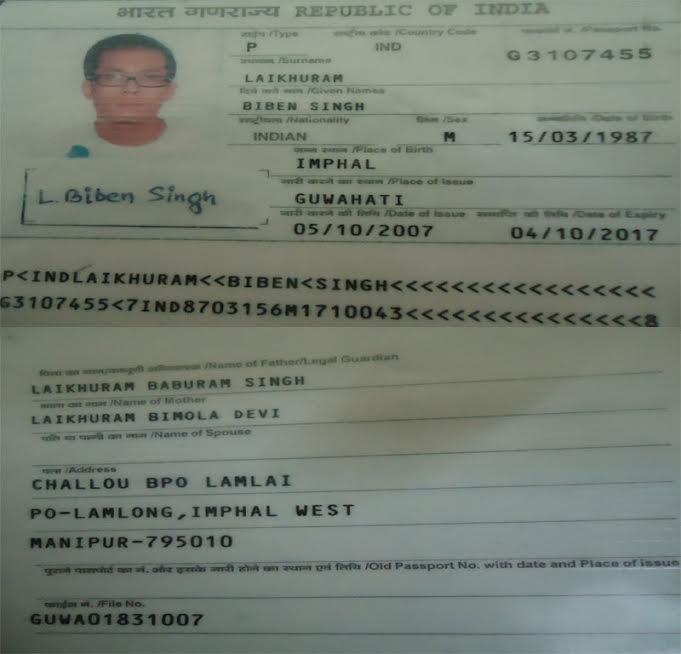 भारत गणराज्य REPUBLIC OF INDIA
टाईप /Type राष्ट्रीय कोड /Country Code पासपोर्ट नं. /Passport No.
P IND G3107455
उपनाम /Surname
LAIKHURAM
दिये गये नाम /Given Names
BIBEN SINGH
राष्ट्रीयता /Nationality लिंग /Sex जन्मतिथि /Date of Birth
INDIAN M 15/03/1987
जन्म स्थान /Place of Birth
IMPHAL
जारी करने का स्थान /Place of Issue
L. Biben Singh
GUWAHATI
जारी करने की तिथि /Date of Issue समाप्ति की तिथि /Date of Expiry
05/10/2007 04/10/2017
P<INDLAIKHURAM<<BIBEN<SINGH<<<<<<<<<<<<<<<<<
G3107455<7IND8703156M1710043<<<<<<<<<<<<<<<8
पिता का नाम/कानूनी अभिभावक /Name of Father/Legal Guardian
LAIKHURAM BABURAM SINGH
माता का नाम /Name of Mother
LAIKHURAM BIMOLA DEVI
पति या पत्नी का नाम /Name of Spouse
पता /Address
CHALLOU BPO LAMLAI
PO-LAMLONG,IMPHAL WEST
MANIPUR-795010
पुराने पासपोर्ट का नं. और इसके जारी होने का स्थान एवं तिथि /Old Passport No. with date and Place of issue
फाईल नं. /File No.
GUWA01831007